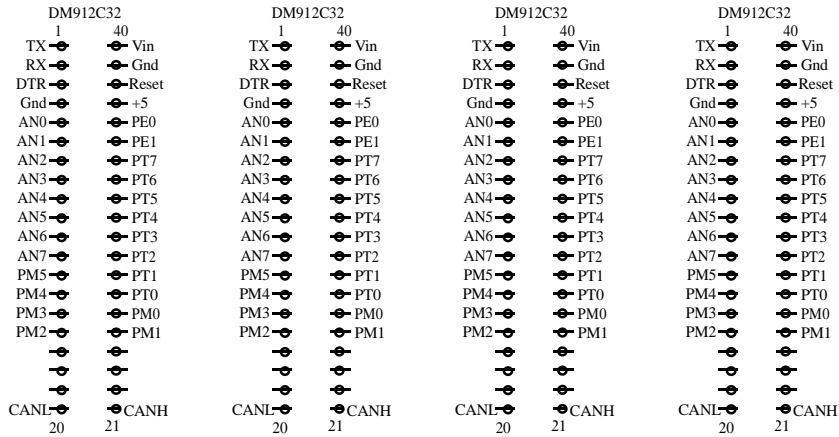 DM912C32 DM912C32 DM912C32 DM912C32
1 40 1 40 1 40 1 40
TX Vin TX Vin TX Vin TX Vin
RX Gnd RX Gnd RX Gnd RX Gnd
DTR Reset DTR Reset DTR Reset DTR Reset
Gnd +5 Gnd +5 Gnd +5 Gnd +5
AN0 PE0 AN0 PE0 AN0 PE0 AN0 PE0
AN1 PE1 AN1 PE1 AN1 PE1 AN1 PE1
AN2 PT7 AN2 PT7 AN2 PT7 AN2 PT7
AN3 PT6 AN3 PT6 AN3 PT6 AN3 PT6
AN4 PT5 AN4 PT5 AN4 PT5 AN4 PT5
AN5 PT4 AN5 PT4 AN5 PT4 AN5 PT4
AN6 PT3 AN6 PT3 AN6 PT3 AN6 PT3
AN7 PT2 AN7 PT2 AN7 PT2 AN7 PT2
PM5 PT1 PM5 PT1 PM5 PT1 PM5 PT1
PM4 PT0 PM4 PT0 PM4 PT0 PM4 PT0
PM3 PM0 PM3 PM0 PM3 PM0 PM3 PM0
PM2 PM1 PM2 PM1 PM2 PM1 PM2 PM1
CANL CANH CANL CANH CANL CANH CANL CANH
20 21 20 21 20 21 20 21